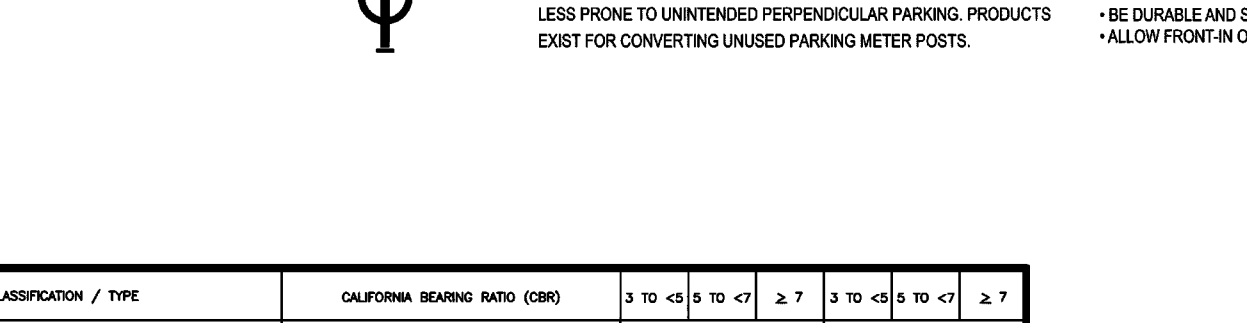 LESS PRONE TO UNINTENDED PERPENDICULAR PARKING. PRODUCTS
EXIST FOR CONVERTING UNUSED PARKING METER POSTS.
• BE DURABLE AND
• ALLOW FRONT-IN
/ TYPE CALIFORNIA BEARING RATIO (CBR) 3 TO <5 5 TO <7 ≥ 7 3 TO <5 5 TO <7 ≥ 7